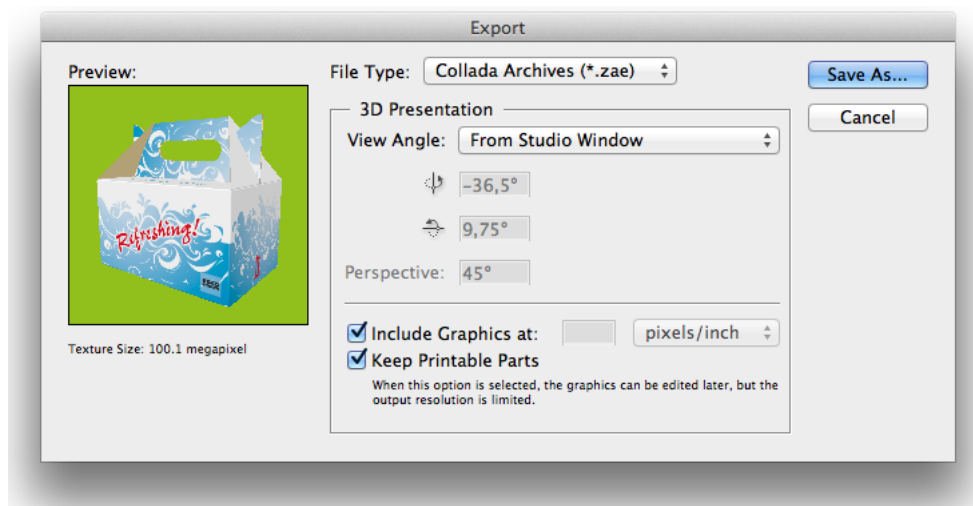 Export
Preview:
Refreshing!
Texture Size: 100.1 megapixel
File Type: Collada Archives (*.zae)
3D Presentation
View Angle: From Studio Window
-36,5°
9,75°
Perspective: 45°
Include Graphics at: pixels/inch
Keep Printable Parts
When this option is selected, the graphics can be edited later, but the
output resolution is limited.
Save As...
Cancel